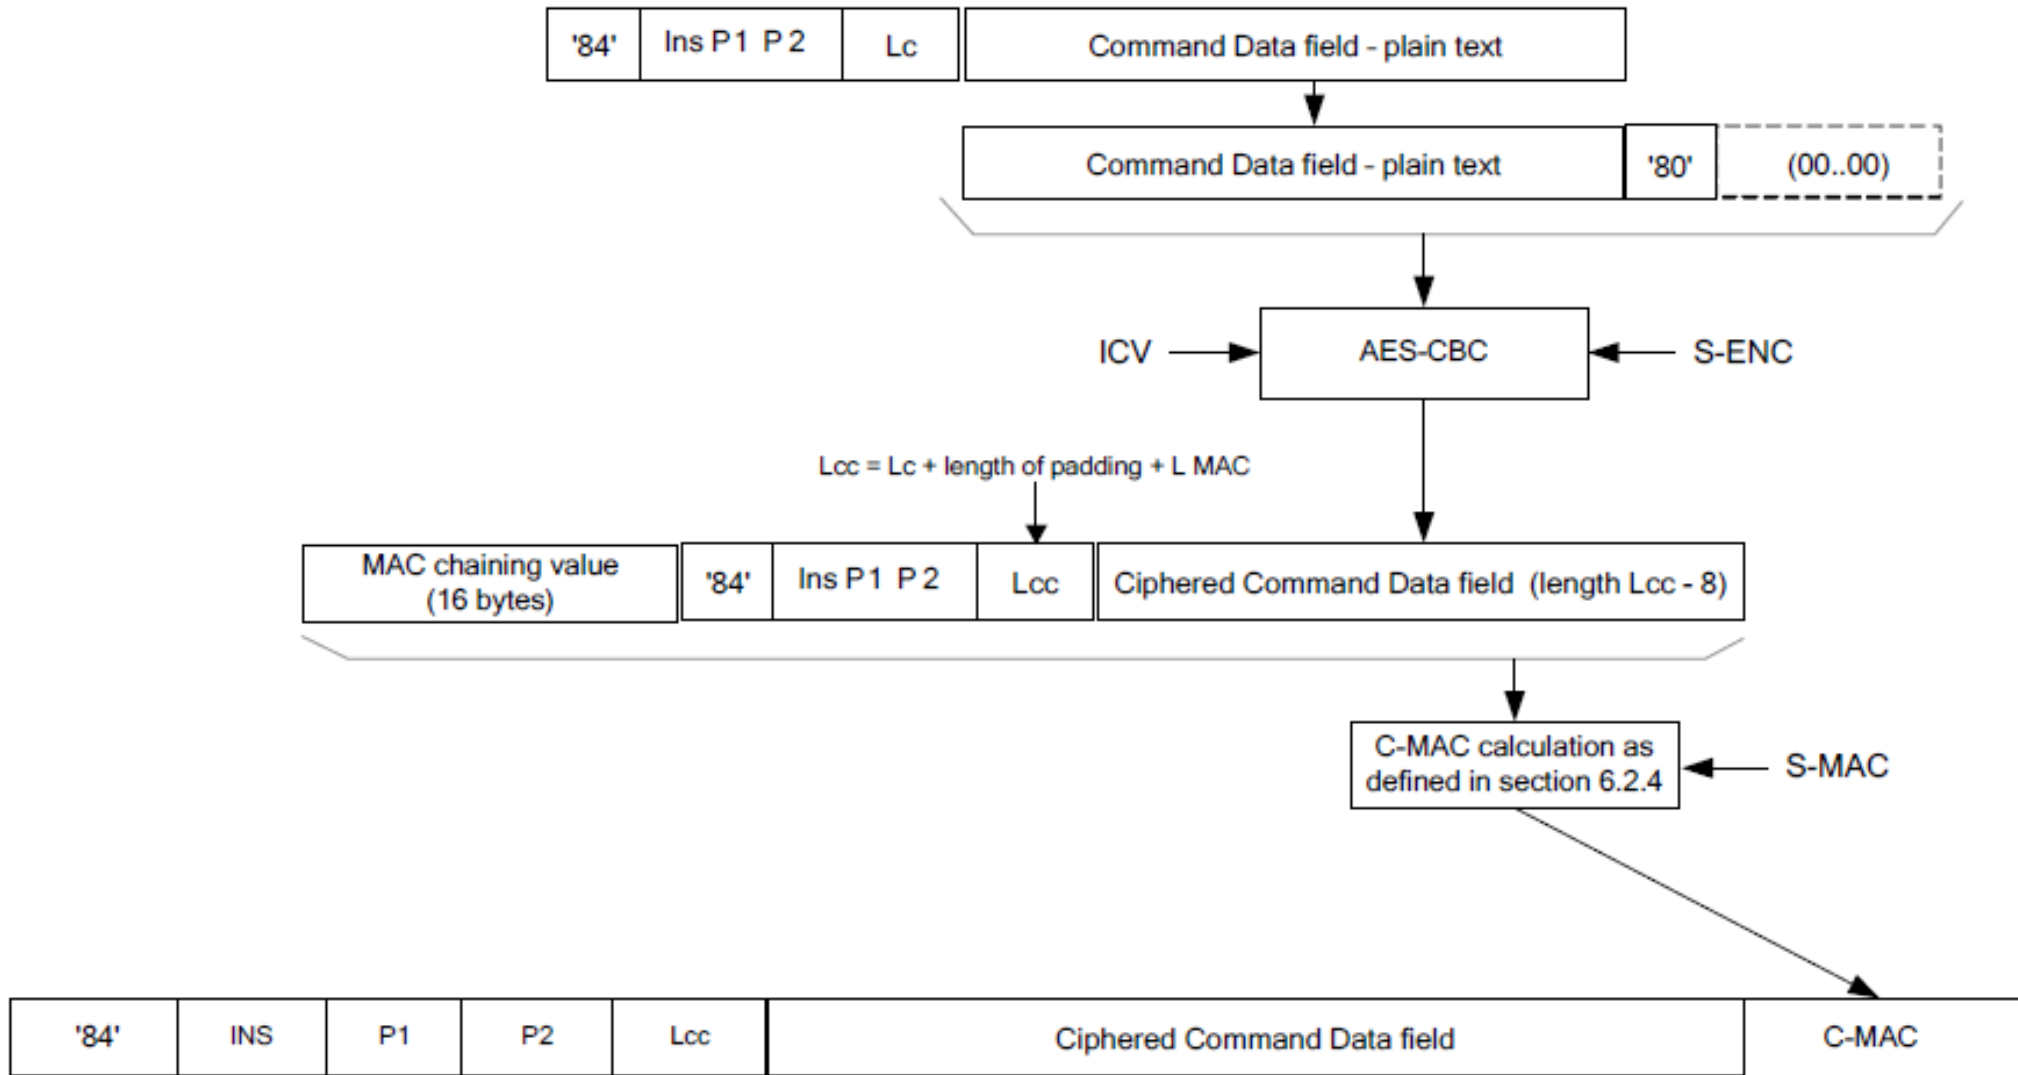 '84' Ins P1 P2 Lc Command Data field - plain text
Command Data field - plain text '80' (00..00)
ICV AES-CBC S-ENC
Lcc = Lc + length of padding + L MAC
MAC chaining value
(16 bytes)
'84' Ins P1 P2 Lcc Ciphered Command Data field (length Lcc - 8)
C-MAC calculation as
defined in section 6.2.4
S-MAC
'84' INS P1 P2 Lcc Ciphered Command Data field C-MAC